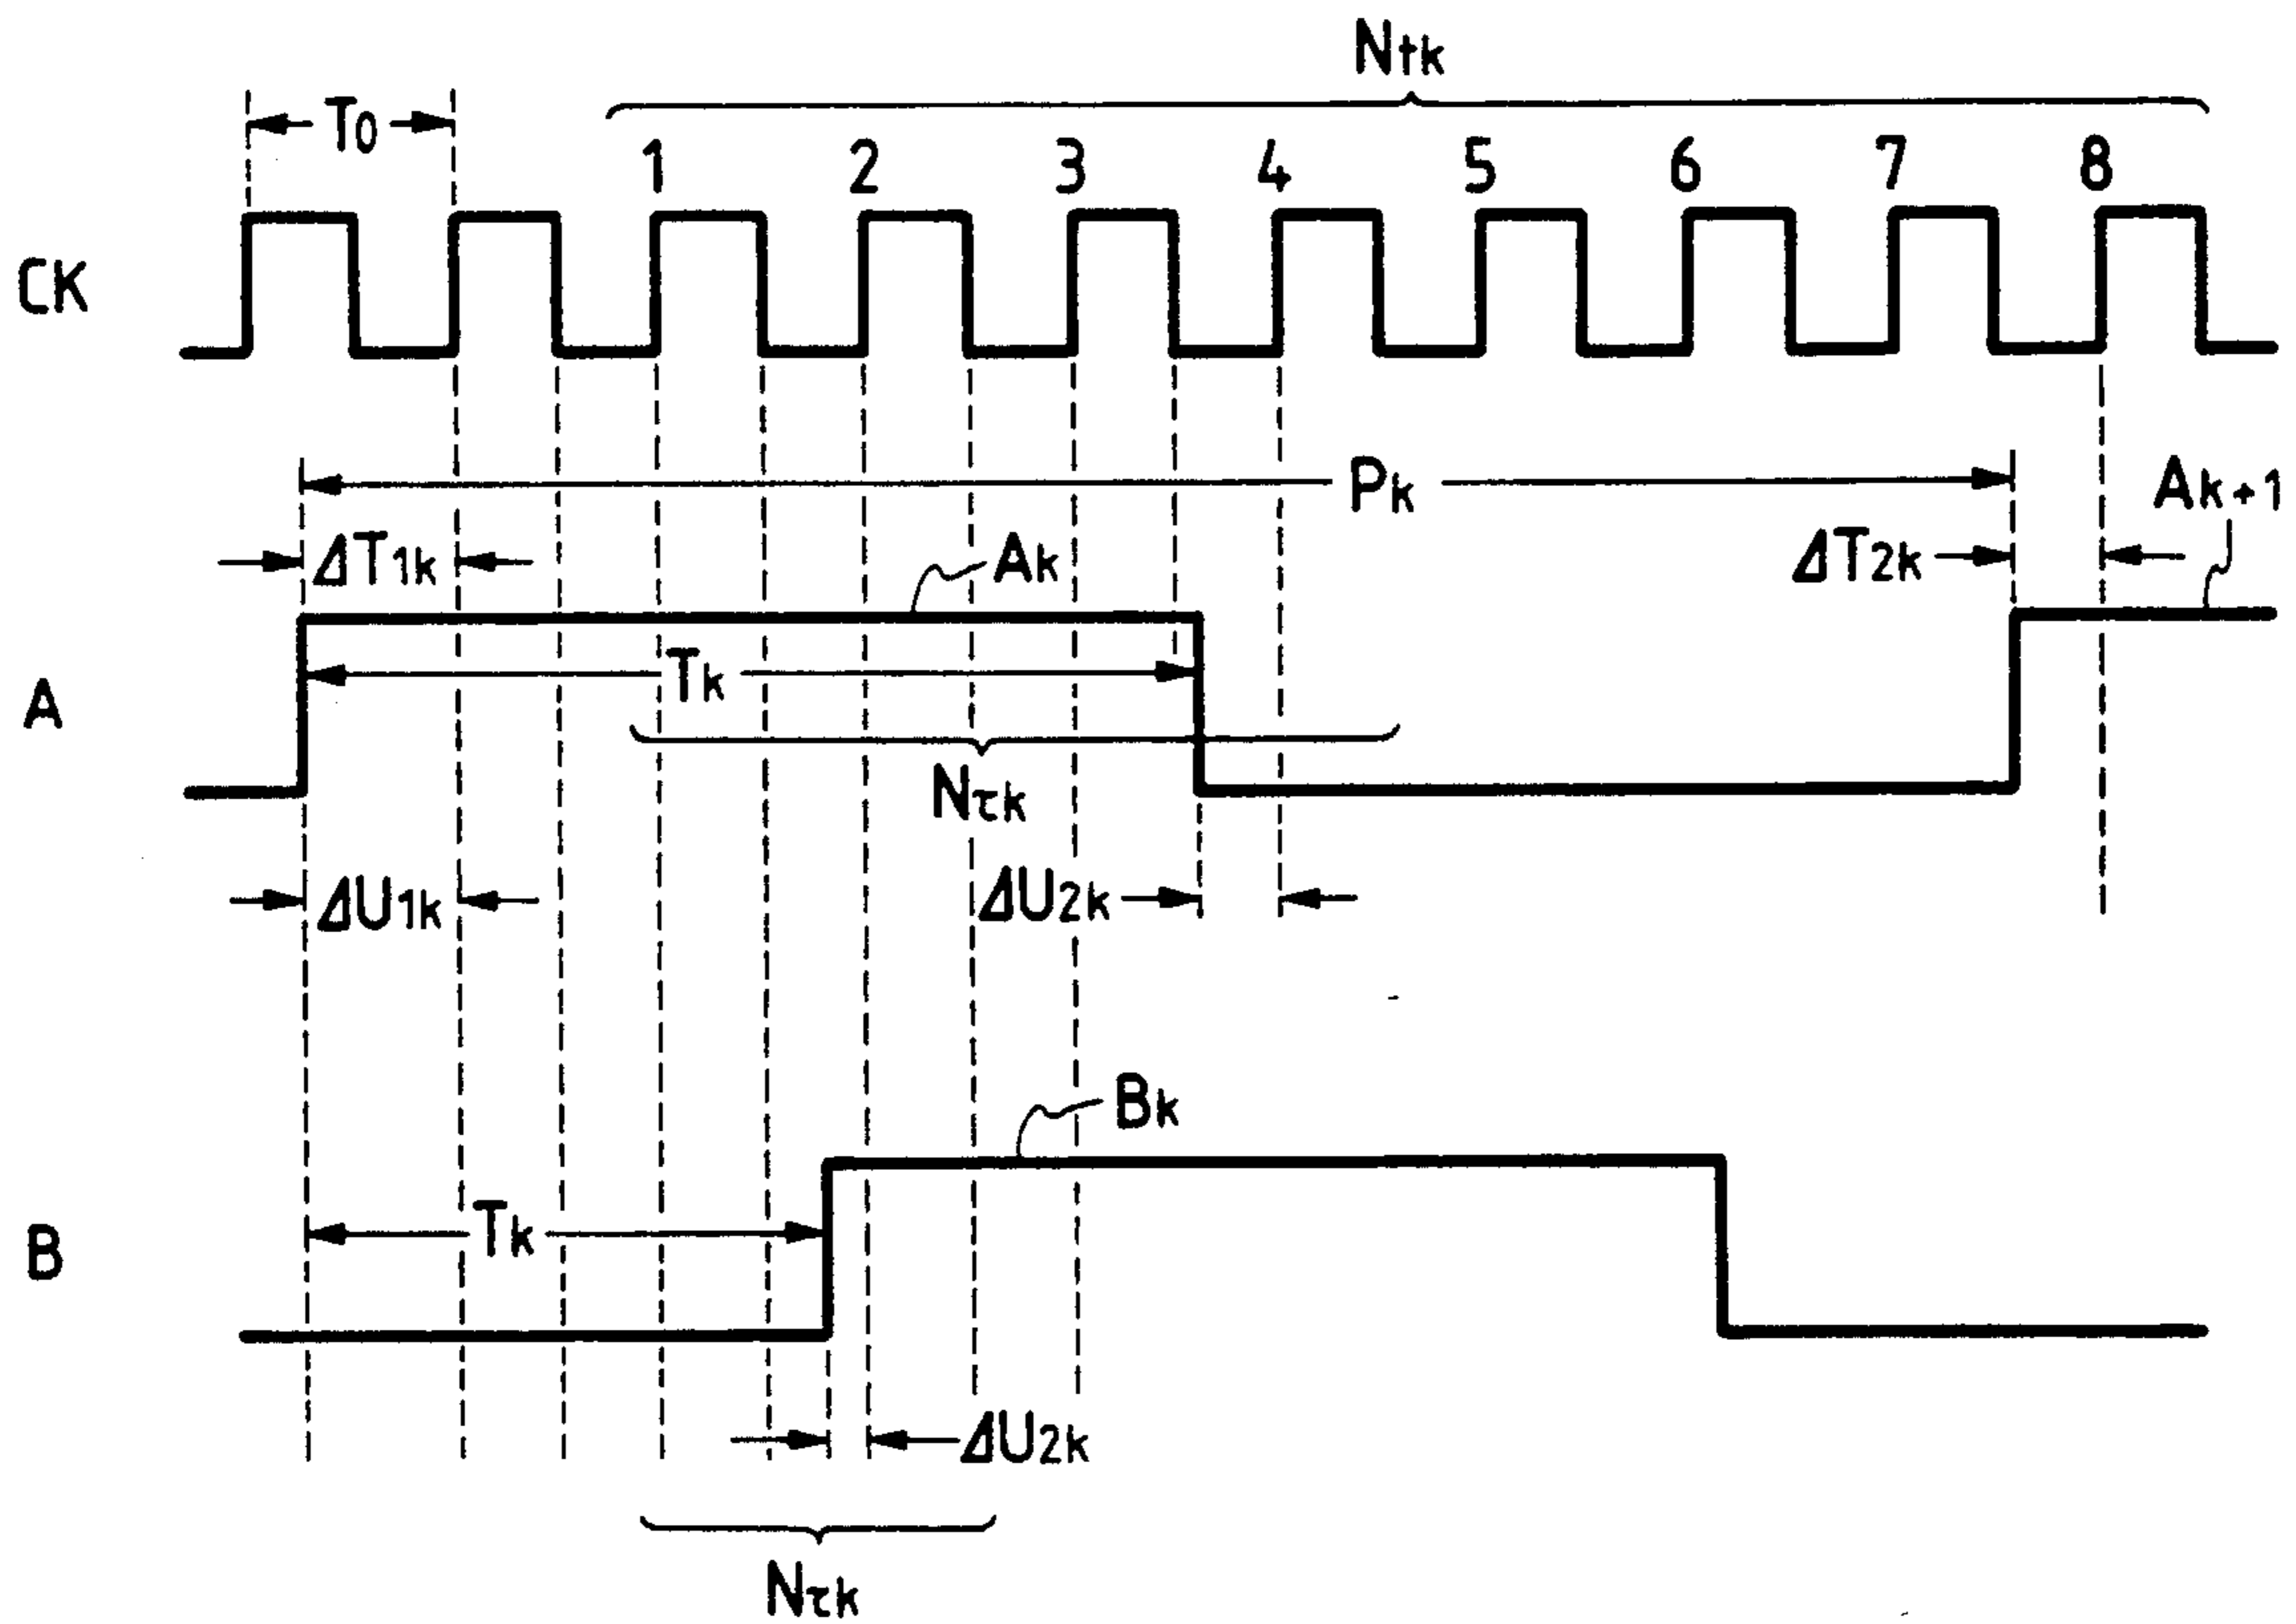 Ntk
T0
1 2 3 4 5 6 7 8
CK
Pk
Ak+1
ΔT1k
Ak
ΔT2k
Tk
A
Nτk
ΔU1k
ΔU2k
Bk
Tk
B
ΔU2k
Nτk